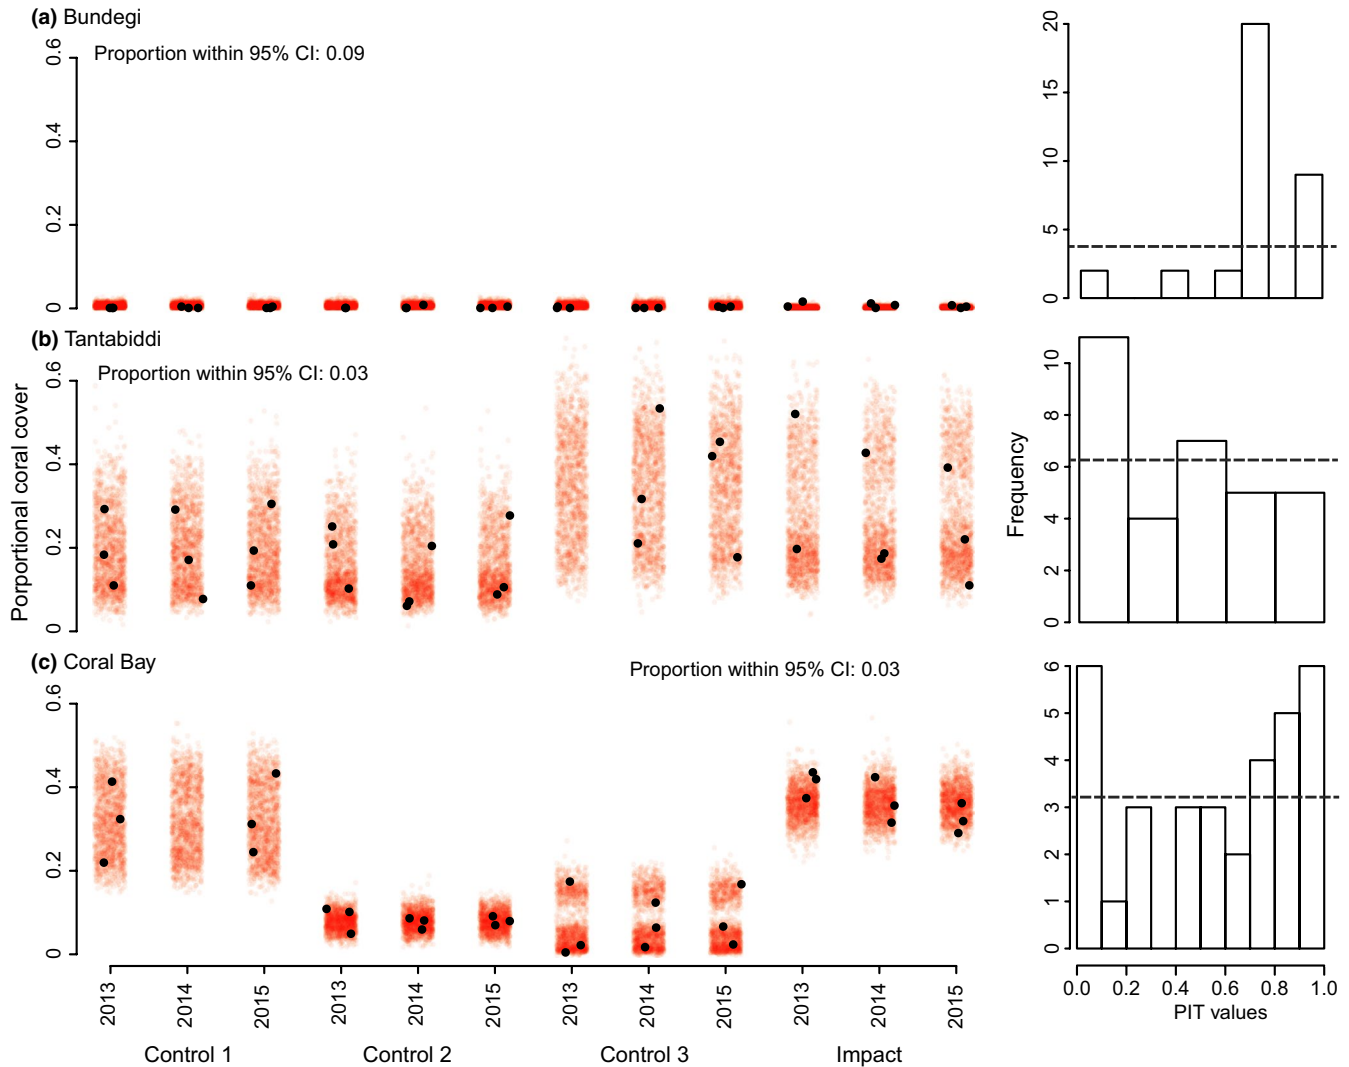 (a) Bundegi
Proportion within 95% CI: 0.09
0.6
0.4
0.2
0
20
15
10
5
0
(b) Tantabiddi
Proportion within 95% CI: 0.03
0.6
0.4
0.2
0
Porportional coral cover
10
8
6
4
2
0
Frequency
(c) Coral Bay
Proportion within 95% CI: 0.03
0.6
0.4
0.2
0
6
5
4
3
2
1
0
0.0 0.2 0.4 0.6 0.8 1.0
PIT values
2013 2014 2015 2013 2014 2015 2013 2014 2015 2013 2014 2015
Control 1 Control 2 Control 3 Impact